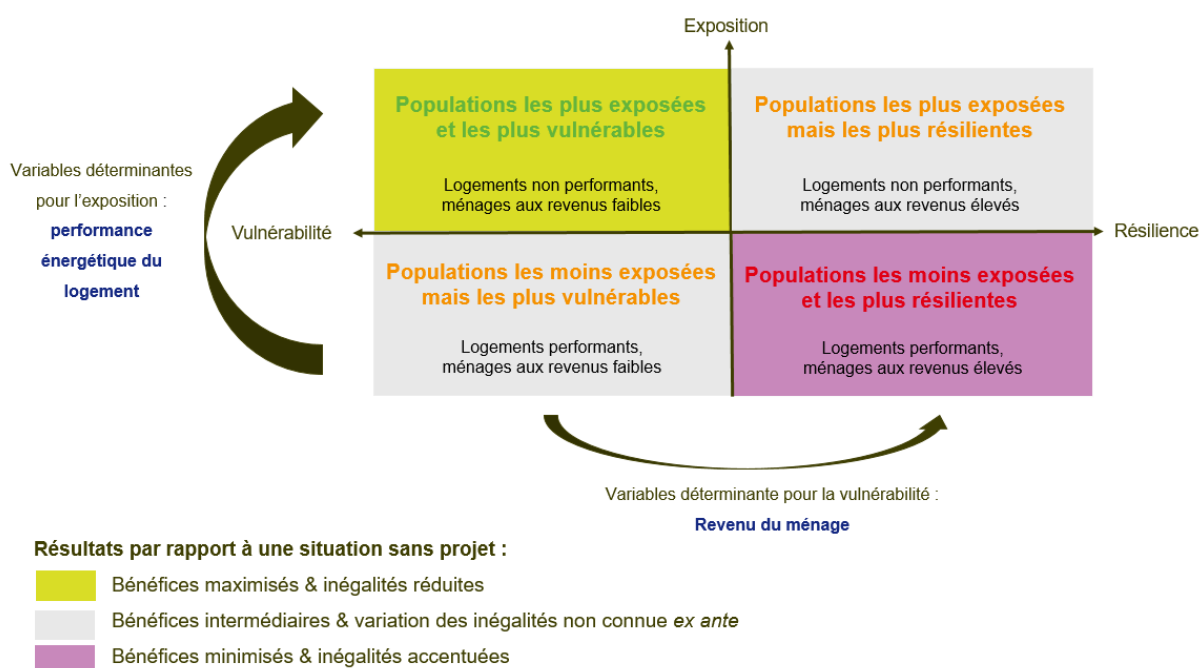 Exposition
Populations les plus exposées
et les plus vulnérables
Logements non performants,
ménages aux revenus faibles
Populations les plus exposées
mais les plus résilientes
Logements non performants,
ménages aux revenus élevés
Variables déterminantes
pour l'exposition :
performance
énergétique du
logement
Vulnérabilité
Résilience
Populations les moins exposées
mais les plus vulnérables
Logements performants,
ménages aux revenus faibles
Populations les moins exposées
et les plus résilientes
Logements performants,
ménages aux revenus élevés
Variables déterminante pour la vulnérabilité :
Revenu du ménage
Résultats par rapport à une situation sans projet :
Bénéfices maximisés & inégalités réduites
Bénéfices intermédiaires & variation des inégalités non connue ex ante
Bénéfices minimisés & inégalités accentuées